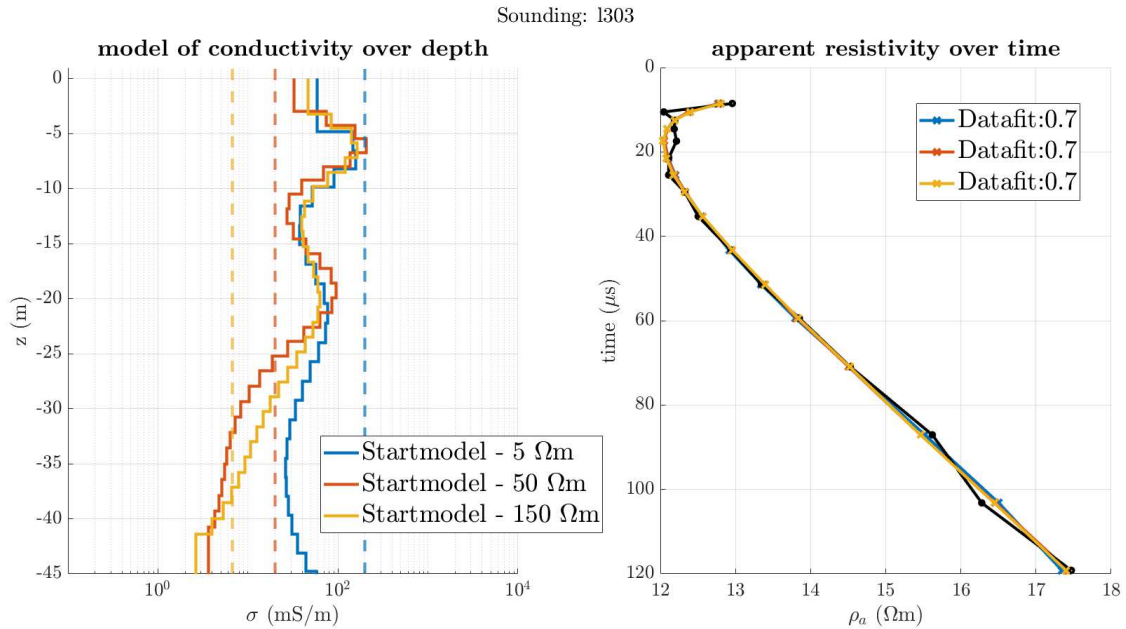 Sounding: l303
model of conductivity over depth
0
-5
-10
-15
-20
-25
-30
-35
-40
-45
z (m)
10⁰
10²
10⁴
σ (mS/m)
Startmodel - 5 Ωm
Startmodel - 50 Ωm
Startmodel - 150 Ωm
apparent resistivity over time
0
20
40
60
80
100
120
time (μs)
12
13
14
15
16
17
18
ρₐ (Ωm)
Datafit:0.7
Datafit:0.7
Datafit:0.7